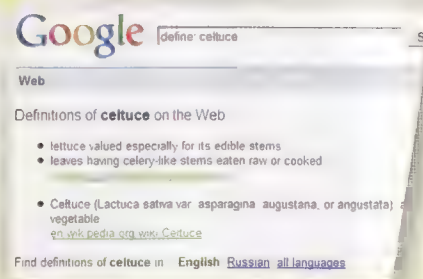 Google define: celtuce
Web
Definitions of celtuce on the Web
lettuce valued especially for its edible stems
leaves having celery-like stems eaten raw or cooked
Celtuce (Lactuca sativa var asparagina augustana, or angustata)
vegetable
en wikipedia org/wiki/Celtuce
Find definitions of celtuce in English Russian all languages